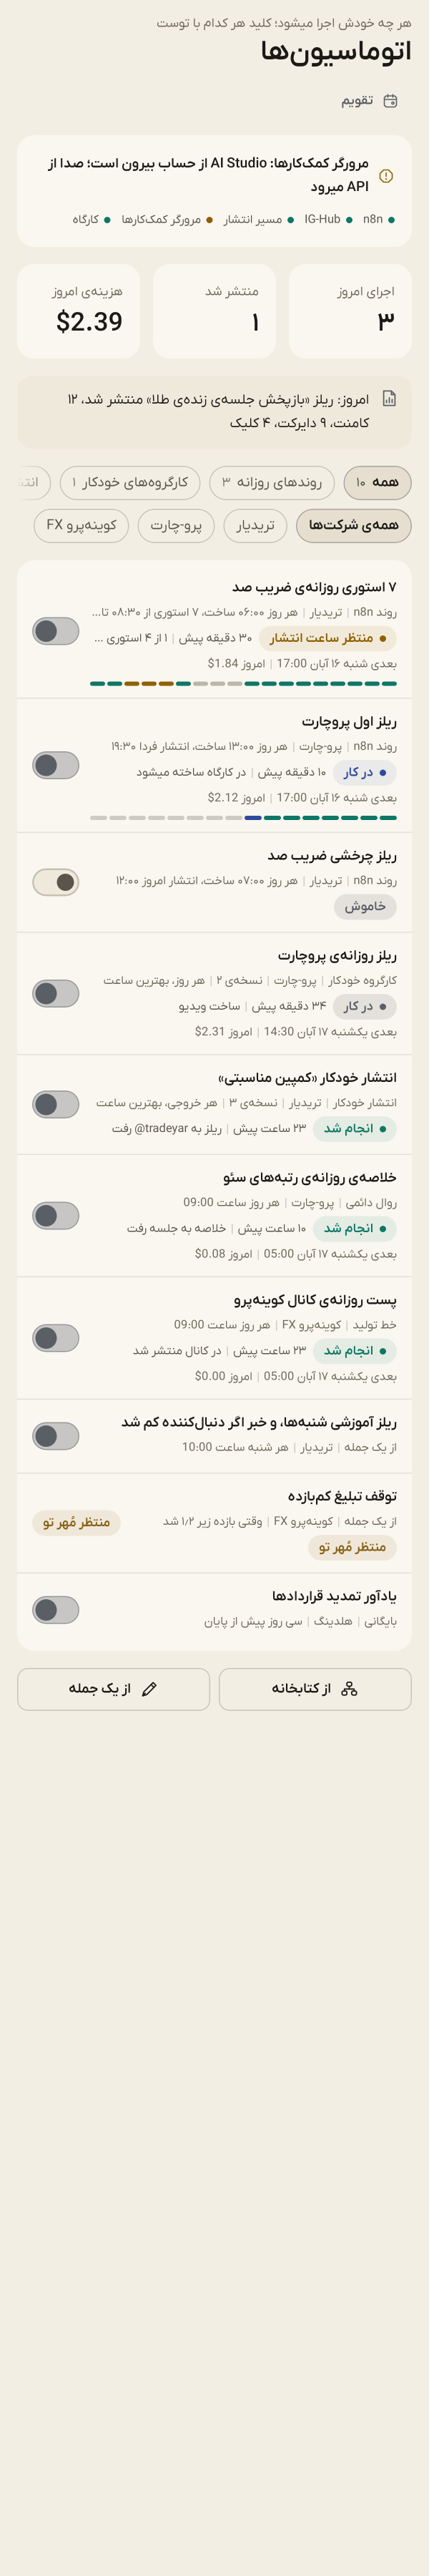 هر چه خودش اجرا میشود؛ کلید هر کدام با توست
اتوماسیون‌ها
تقویم
مرورگر کمک‌کارها: AI Studio از حساب بیرون است؛ صدا از
API میرود
n8n
IG-Hub
مسیر انتشار
مرورگر کمک‌کارها
کارگاه
اجرای امروز
منتشر شد
هزینه‌ی امروز
۳
۱
$2.39
امروز: ریلز «بازپخش جلسه‌ی زنده‌ی طلا» منتشر شد، ۱۲
کامنت، ۹ دایرکت، ۴ کلیک
همه ۱۰
روندهای روزانه ۳
کارگروه‌های خودکار ۱
همه‌ی شرکت‌ها
تریدیار
پرو-چارت
کوینه‌پرو FX
۷ استوری روزانه‌ی ضریب صد
روند n8n | تریدیار | هر روز ۰۶:۰۰ ساخت، ۷ استوری از ۰۸:۳۰ تا...
منتظر ساعت انتشار ۳۰ دقیقه پیش | ۱ از ۴ استوری ...
بعدی شنبه ۱۶ آبان 17:00 | امروز $1.84
ریلز اول پروچارت
روند n8n | پرو-چارت | هر روز ۱۳:۰۰ ساخت، انتشار فردا ۱۹:۳۰
در کار ۱۰ دقیقه پیش | در کارگاه ساخته میشود
بعدی شنبه ۱۶ آبان 17:00 | امروز $2.12
ریلز چرخشی ضریب صد
روند n8n | تریدیار | هر روز ۰۷:۰۰ ساخت، انتشار امروز ۱۲:۰۰
خاموش
ریلز روزانه‌ی پروچارت
کارگروه خودکار | پرو-چارت | نسخه‌ی ۲ | هر روز، بهترین ساعت
در کار ۳۴ دقیقه پیش | ساخت ویدیو
بعدی یکشنبه ۱۷ آبان 14:30 | امروز $2.31
انتشار خودکار «کمپین مناسبتی»
انتشار خودکار | تریدیار | نسخه‌ی ۳ | هر خروجی، بهترین ساعت
انجام شد ۲۳ ساعت پیش | ریلز به @tradeyar رفت
خلاصه‌ی روزانه‌ی رتبه‌های سئو
روال دائمی | پرو-چارت | هر روز ساعت 09:00
انجام شد ۱۰ ساعت پیش | خلاصه به جلسه رفت
بعدی یکشنبه ۱۷ آبان 05:00 | امروز $0.08
پست روزانه‌ی کانال کوینه‌پرو
خط تولید | کوینه‌پرو FX | هر روز ساعت 09:00
انجام شد ۲۳ ساعت پیش | در کانال منتشر شد
بعدی یکشنبه ۱۷ آبان 05:00 | امروز $0.00
ریلز آموزشی شنبه‌ها، و خبر اگر دنبال‌کننده کم شد
از یک جمله | تریدیار | هر شنبه ساعت 10:00
توقف تبلیغ کم‌بازده
از یک جمله | کوینه‌پرو FX | وقتی بازده زیر ۱٫۲ شد
منتظر مُهر تو
منتظر مُهر تو
یادآور تمدید قراردادها
بایگانی | هلدینگ | سی روز پیش از پایان
از کتابخانه
از یک جمله